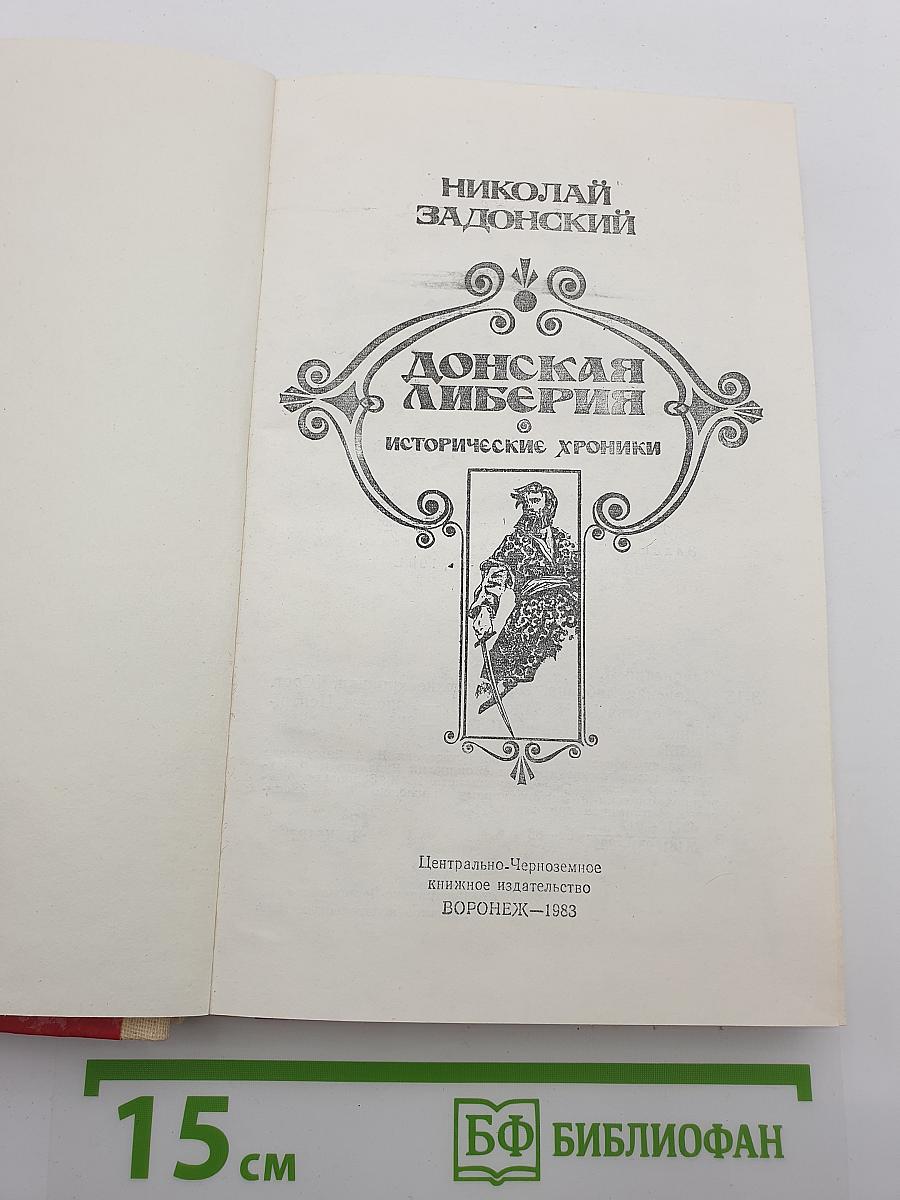 НИКОЛАЙ
ЗАДОНСКИЙ
ДОНСКАЯ
ЛИБЕРИЯ
ИСТОРИЧЕСКИЕ ХРОНИКИ
Центрально-Черноземное
книжное издательство
ВОРОНЕЖ—1983
15 см
БФ БИБЛИОФАН